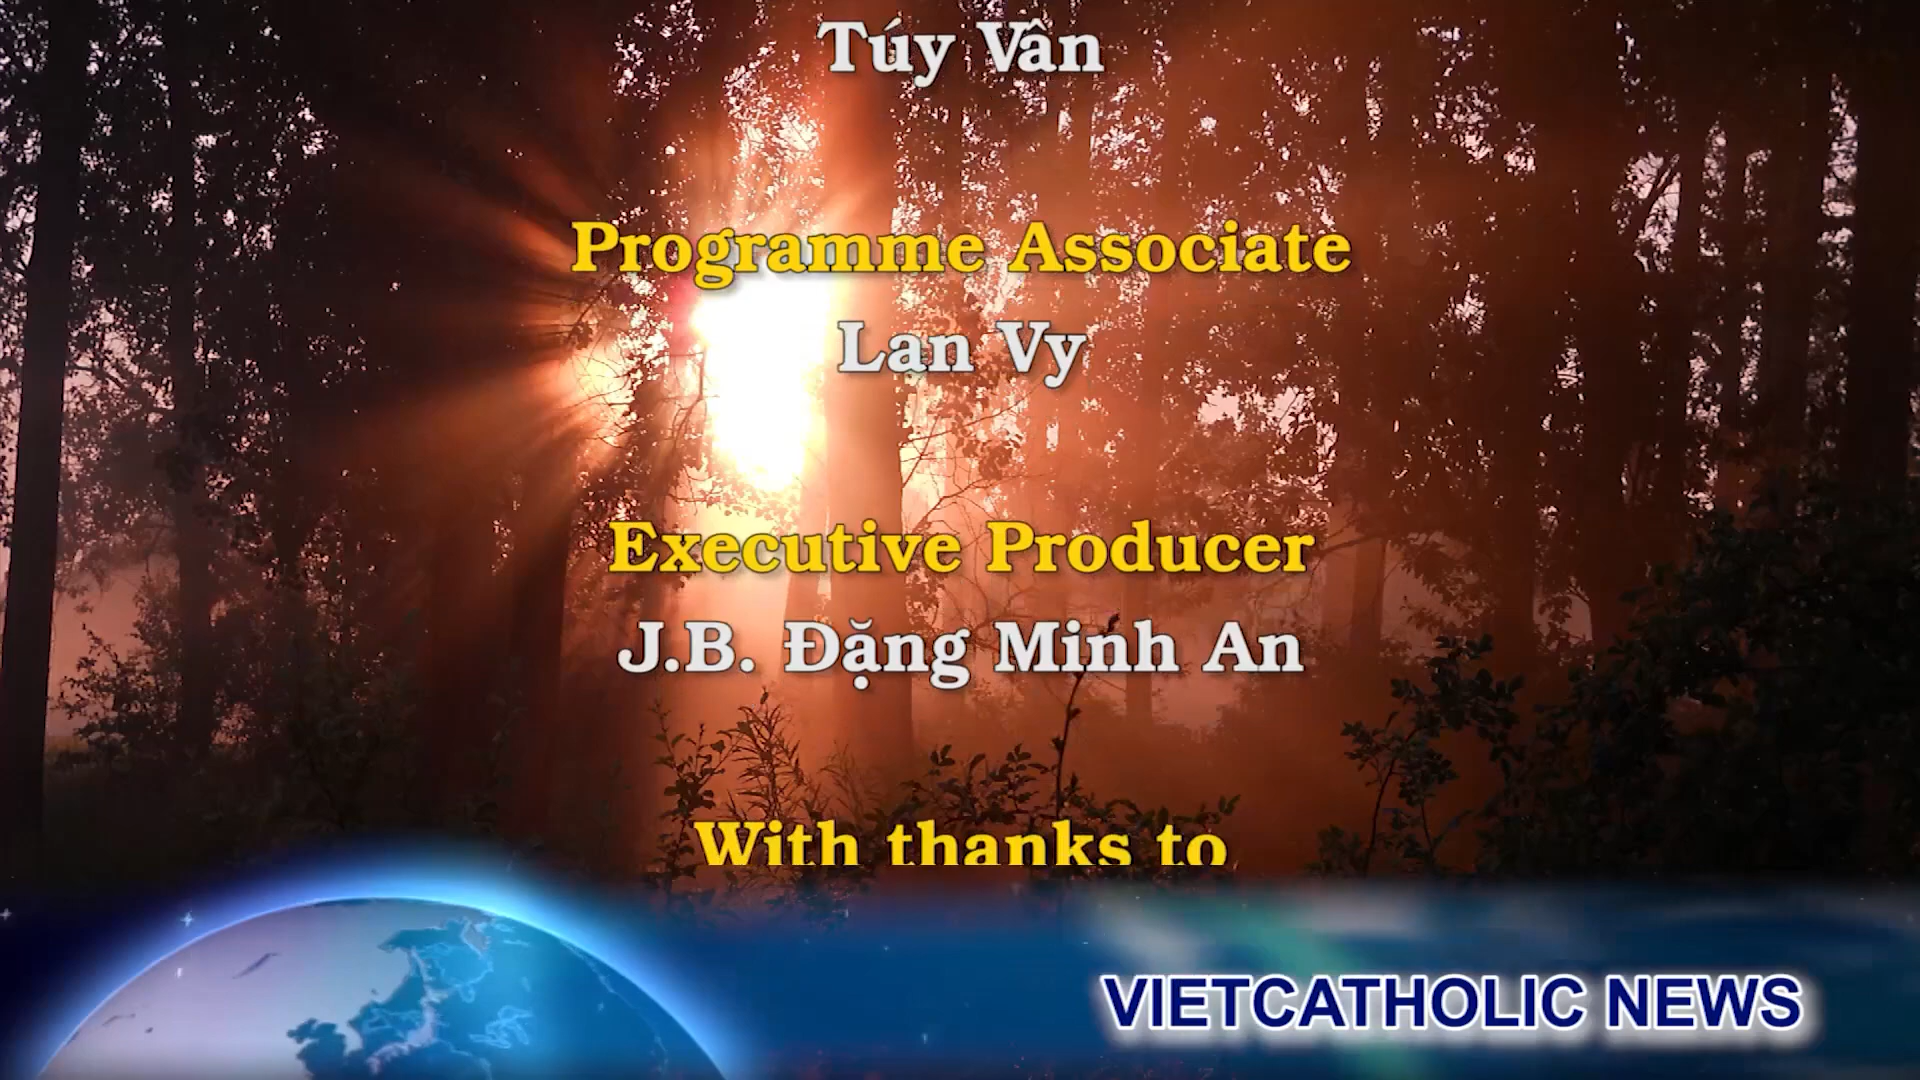 Túy Vân
Programme Associate
Lan Vy
Executive Producer
J.B. Đặng Minh An
With thanks to
VIETCATHOLIC NEWS